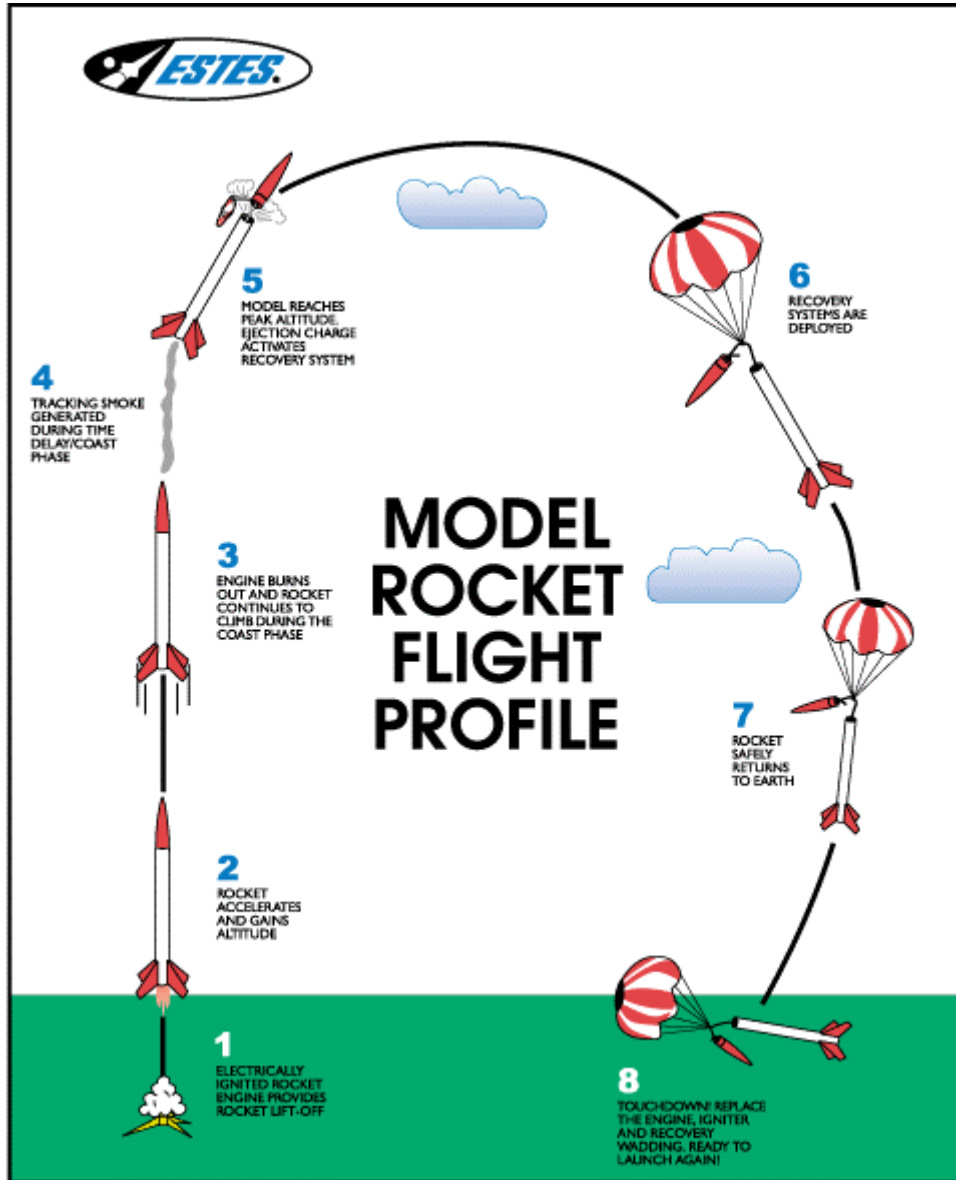 ESTES.
MODEL
ROCKET
FLIGHT
PROFILE
1
ELECTRICALLY
IGNITED ROCKET
ENGINE PROVIDES
ROCKET LIFT-OFF
2
ROCKET
ACCELERATES
AND GAINS
ALTITUDE
3
ENGINE BURNS
OUT AND ROCKET
CONTINUES TO
CLIMB DURING THE
COAST PHASE
4
TRACKING SMOKE
GENERATED
DURING TIME
DELAY/COAST
PHASE
5
MODEL REACHES
PEAK ALTITUDE.
EJECTION CHARGE
ACTIVATES
RECOVERY SYSTEM
6
RECOVERY
SYSTEMS ARE
DEPLOYED
7
ROCKET
SAFELY
RETURNS
TO EARTH
8
TOUCHDOWN! REPLACE
THE ENGINE, IGNITER
AND RECOVERY
WADDING. READY TO
LAUNCH AGAIN!